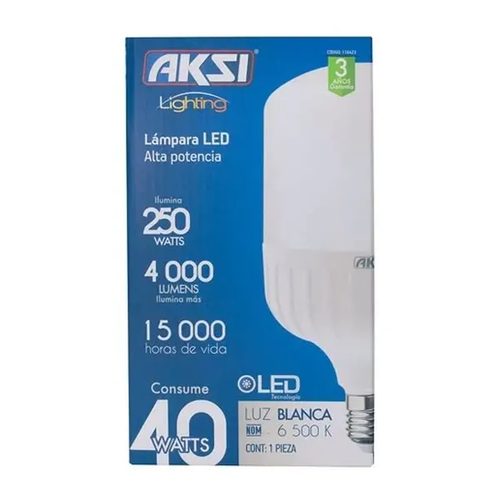 AKSI
Lighting
3
AÑOS
Garantía
Lámpara LED
Alta potencia
Ilumina
250
WATTS
4 000
LUMENS
Ilumina más
15 000
horas de vida
Consume
40
WATTS
AKSI
LED
Tecnología
LUZ BLANCA
NOM - 6 500 K
CONT: 1 PIEZA